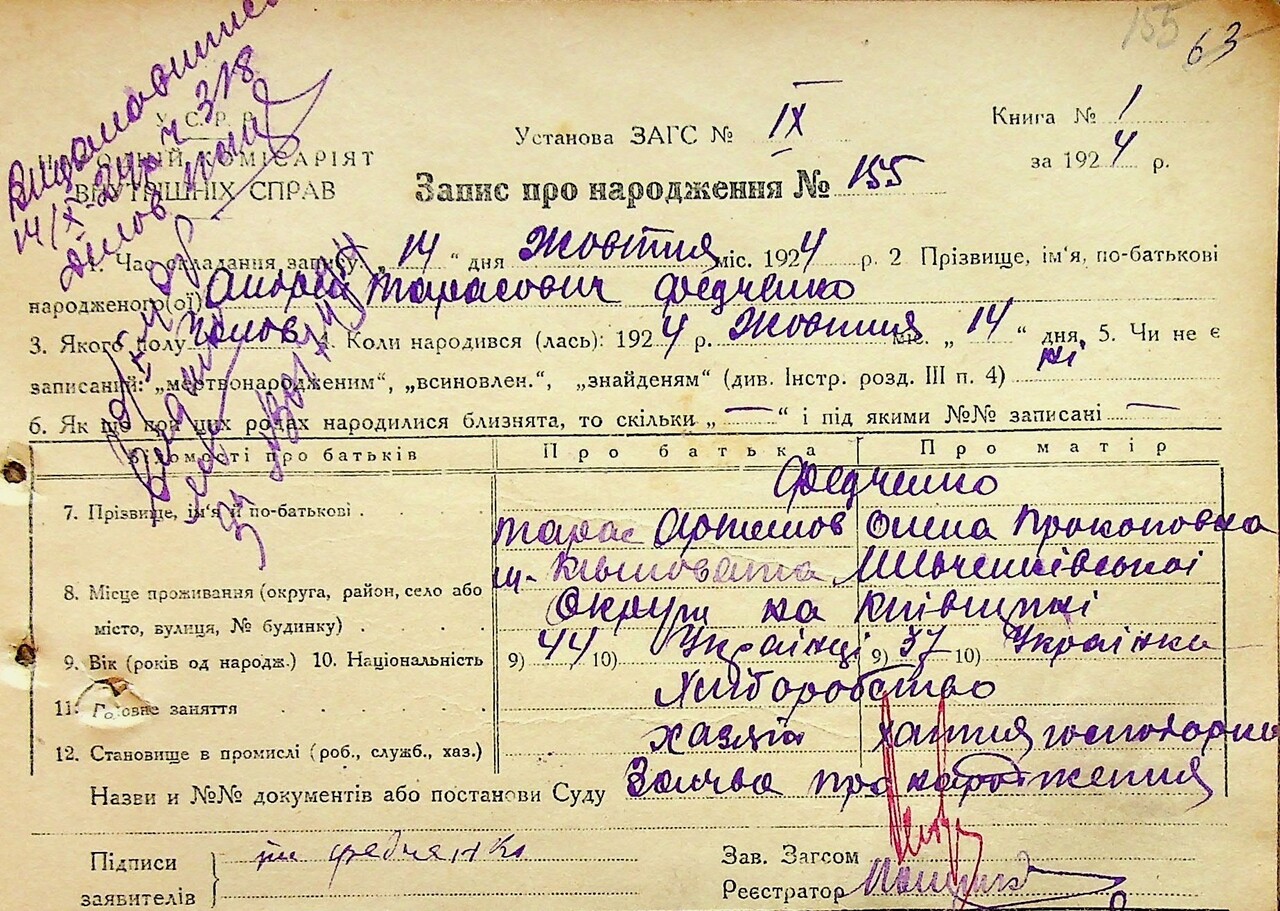 155 63
У. С. Р. Р.
НАРОДНИЙ КОМІСАРІЯТ
ВНУТРІШНІХ СПРАВ
14/X-24р ч 318
Установа ЗАГС № IX
Книга № 1
за 1924 р.
Запис про народження № 155
1. Час складання запису: „14“ дня Жовтня міс. 1924 р. 2 Прізвище, ім'я, по-батькові
народженого(ої) Андрей Тарасович Федченко
3. Якого полу Чолов 4. Коли народився (лась): 1924 р. Жовтня міс. „14“ дня, 5. Чи не є
записаний: „мертвонародженим“, „всиновлен.“, „знайденям“ (див. Інстр. розд. III п. 4) ні
6. Як що при цих родах народилися близнята, то скільки „—“ і під якими №№ записані —
Відомості про батьків Про батька Про матір
Федченко
7. Прізвище, ім'я й по-батькові . Тарас Артемов Олена Прокоповна
8. Місце проживання (округа, район, село або
місто, вулиця, № будинку) . . . .
м. Ківшовата
Округи на Київщині
9. Вік (років од народж.) 10. Національність 9) 44 10) Українці 9) 37 10) Українка
11. Головне заняття . . . . Хліборобство
12. Становище в промислі (роб., служб., хаз.) хазяїн хатня господарка
Назви и №№ документів або постанови Суду Заява про народження
Підписи
заявителів
Федченко
Зав. Загсом
Реєстратор